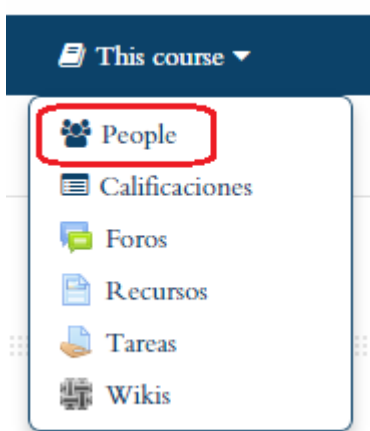 This course
People
Calificaciones
Foros
Recursos
Tareas
Wikis